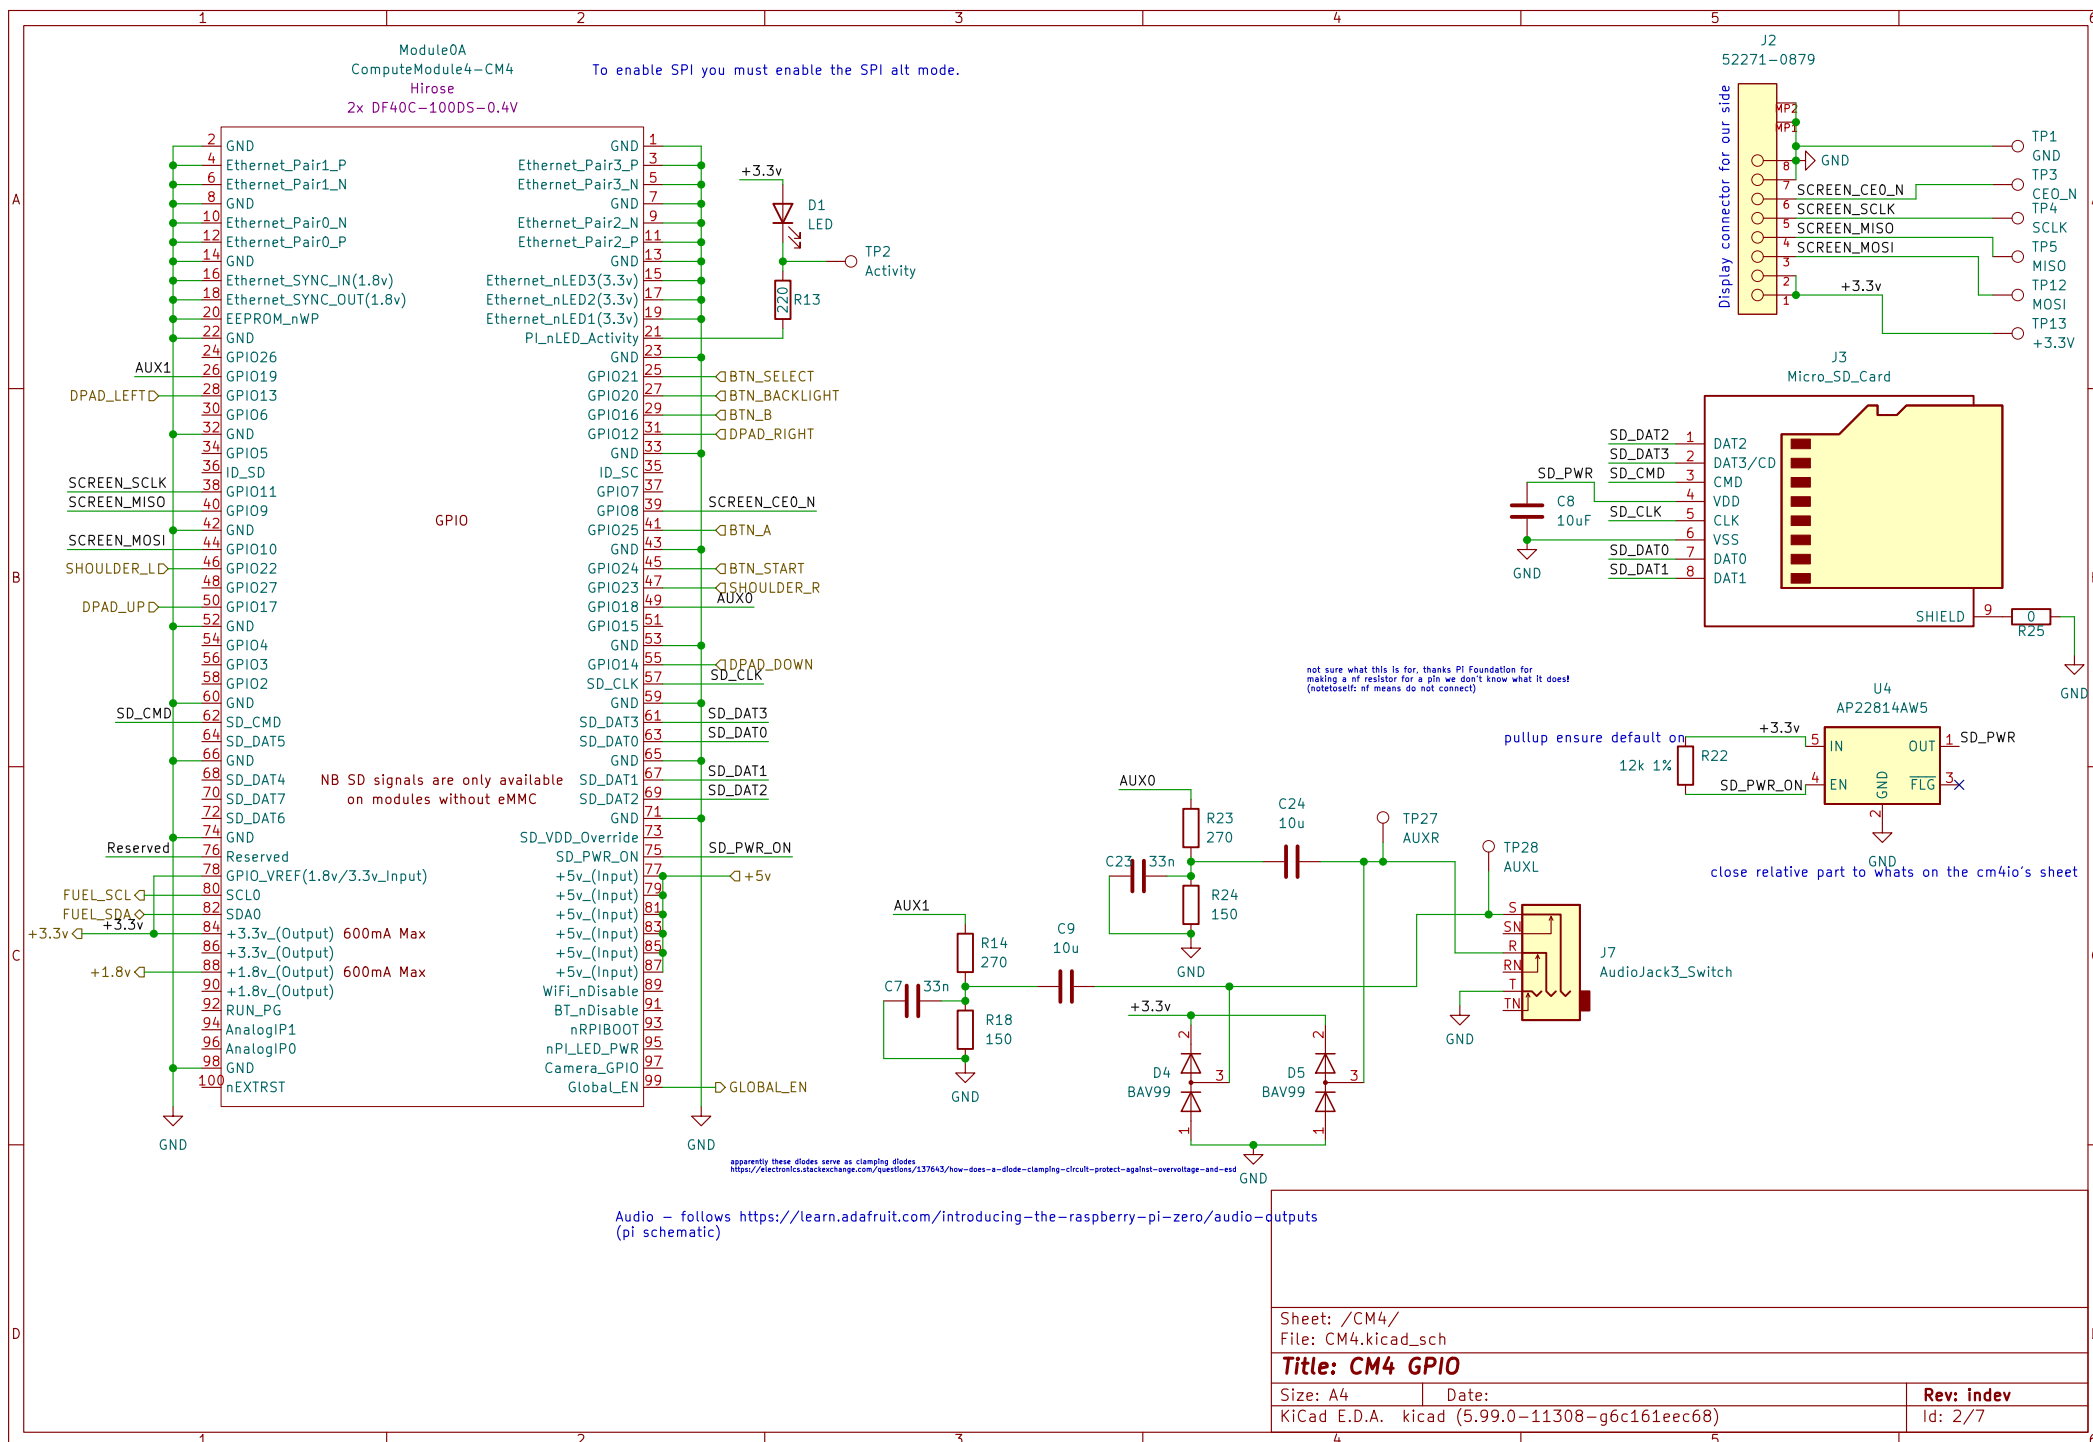 1 2 3 4 5 6
A
B
C
D
Module0A
ComputeModule4-CM4
Hirose
2x DF40C-100DS-0.4V
To enable SPI you must enable the SPI alt mode.
2 GND
4 Ethernet_Pair1_P
6 Ethernet_Pair1_N
8 GND
10 Ethernet_Pair0_N
12 Ethernet_Pair0_P
14 GND
16 Ethernet_SYNC_IN(1.8v)
18 Ethernet_SYNC_OUT(1.8v)
20 EEPROM_nWP
22 GND
24 GPIO26
AUX1 26 GPIO19
DPAD_LEFT 28 GPIO13
30 GPIO6
32 GND
34 GPIO5
36 ID_SD
SCREEN_SCLK 38 GPIO11
SCREEN_MISO 40 GPIO9
42 GND
SCREEN_MOSI 44 GPIO10
SHOULDER_L 46 GPIO22
48 GPIO27
DPAD_UP 50 GPIO17
52 GND
54 GPIO4
56 GPIO3
58 GPIO2
60 GND
SD_CMD 62 SD_CMD
64 SD_DAT5
66 GND
68 SD_DAT4
70 SD_DAT7
72 SD_DAT6
74 GND
Reserved 76 Reserved
78 GPIO_VREF(1.8v/3.3v_Input)
FUEL_SCL 80 SCL0
FUEL_SDA 82 SDA0
+3.3v +3.3v 84 +3.3v_(Output) 600mA Max
86 +3.3v_(Output)
+1.8v 88 +1.8v_(Output) 600mA Max
90 +1.8v_(Output)
92 RUN_PG
94 AnalogIP1
96 AnalogIP0
98 GND
100 nEXTRST
GND
GPIO
NB SD signals are only available
on modules without eMMC
GND 1
Ethernet_Pair3_P 3
Ethernet_Pair3_N 5
GND 7
Ethernet_Pair2_N 9
Ethernet_Pair2_P 11
GND 13
Ethernet_nLED3(3.3v) 15
Ethernet_nLED2(3.3v) 17
Ethernet_nLED1(3.3v) 19
PI_nLED_Activity 21
GND 23
GPIO21 25 BTN_SELECT
GPIO20 27 BTN_BACKLIGHT
GPIO16 29 BTN_B
GPIO12 31 DPAD_RIGHT
GND 33
ID_SC 35
GPIO7 37
GPIO8 39 SCREEN_CE0_N
GPIO25 41 BTN_A
GND 43
GPIO24 45 BTN_START
GPIO23 47 SHOULDER_R
GPIO18 49 AUX0
GPIO15 51
GND 53
GPIO14 55 DPAD_DOWN
SD_CLK 57 SD_CLK
GND 59
SD_DAT3 61 SD_DAT3
SD_DAT0 63 SD_DAT0
GND 65
SD_DAT1 67 SD_DAT1
SD_DAT2 69 SD_DAT2
GND 71
SD_VDD_Override 73
SD_PWR_ON 75 SD_PWR_ON
+5v_(Input) 77 +5v
+5v_(Input) 79
+5v_(Input) 81
+5v_(Input) 83
+5v_(Input) 85
+5v_(Input) 87
WiFi_nDisable 89
BT_nDisable 91
nRPIBOOT 93
nPI_LED_PWR 95
Camera_GPIO 97
Global_EN 99 GLOBAL_EN
GND
+3.3v
D1
LED
TP2
Activity
220 R13
J2
52271-0879
Display connector for our side
MP2
MP1
8 GND
7
6 SCREEN_CE0_N
5 SCREEN_SCLK
4 SCREEN_MISO
3 SCREEN_MOSI
2
1 +3.3v
TP1
GND
TP3
CE0_N
TP4
SCLK
TP5
MISO
TP12
MOSI
TP13
+3.3V
J3
Micro_SD_Card
SD_DAT2 1 DAT2
SD_DAT3 2 DAT3/CD
SD_CMD 3 CMD
SD_PWR 4 VDD
SD_CLK 5 CLK
6 VSS
SD_DAT0 7 DAT0
SD_DAT1 8 DAT1
C8
10uF
GND
SHIELD 9
0
R25
GND
not sure what this is for, thanks Pi Foundation for
making a nf resistor for a pin we don't know what it does!
(notetoself: nf means do not connect)
U4
AP22814AW5
pullup ensure default on
+3.3v
R22
12k 1%
SD_PWR_ON
5 IN
4 EN
OUT 1 SD_PWR
FLG 3
GND
2
GND
close relative part to whats on the cm4io's sheet
AUX0
R23
270
C24
10u
C23 33n
R24
150
GND
TP27
AUXR
TP28
AUXL
AUX1
R14
270
C9
10u
C7 33n
R18
150
GND
S
SN
R
RN
T
TN
J7
AudioJack3_Switch
GND
+3.3v
2
3
1
D4
BAV99
2
3
1
D5
BAV99
GND
apparently these diodes serve as clamping diodes
https://electronics.stackexchange.com/questions/137643/how-does-a-diode-clamping-circuit-protect-against-overvoltage-and-esd
Audio - follows https://learn.adafruit.com/introducing-the-raspberry-pi-zero/audio-outputs
(pi schematic)
Sheet: /CM4/
File: CM4.kicad_sch
Title: CM4 GPIO
Size: A4 Date: Rev: indev
KiCad E.D.A. kicad (5.99.0-11308-g6c161eec68) Id: 2/7
1 2 3 4 5 6